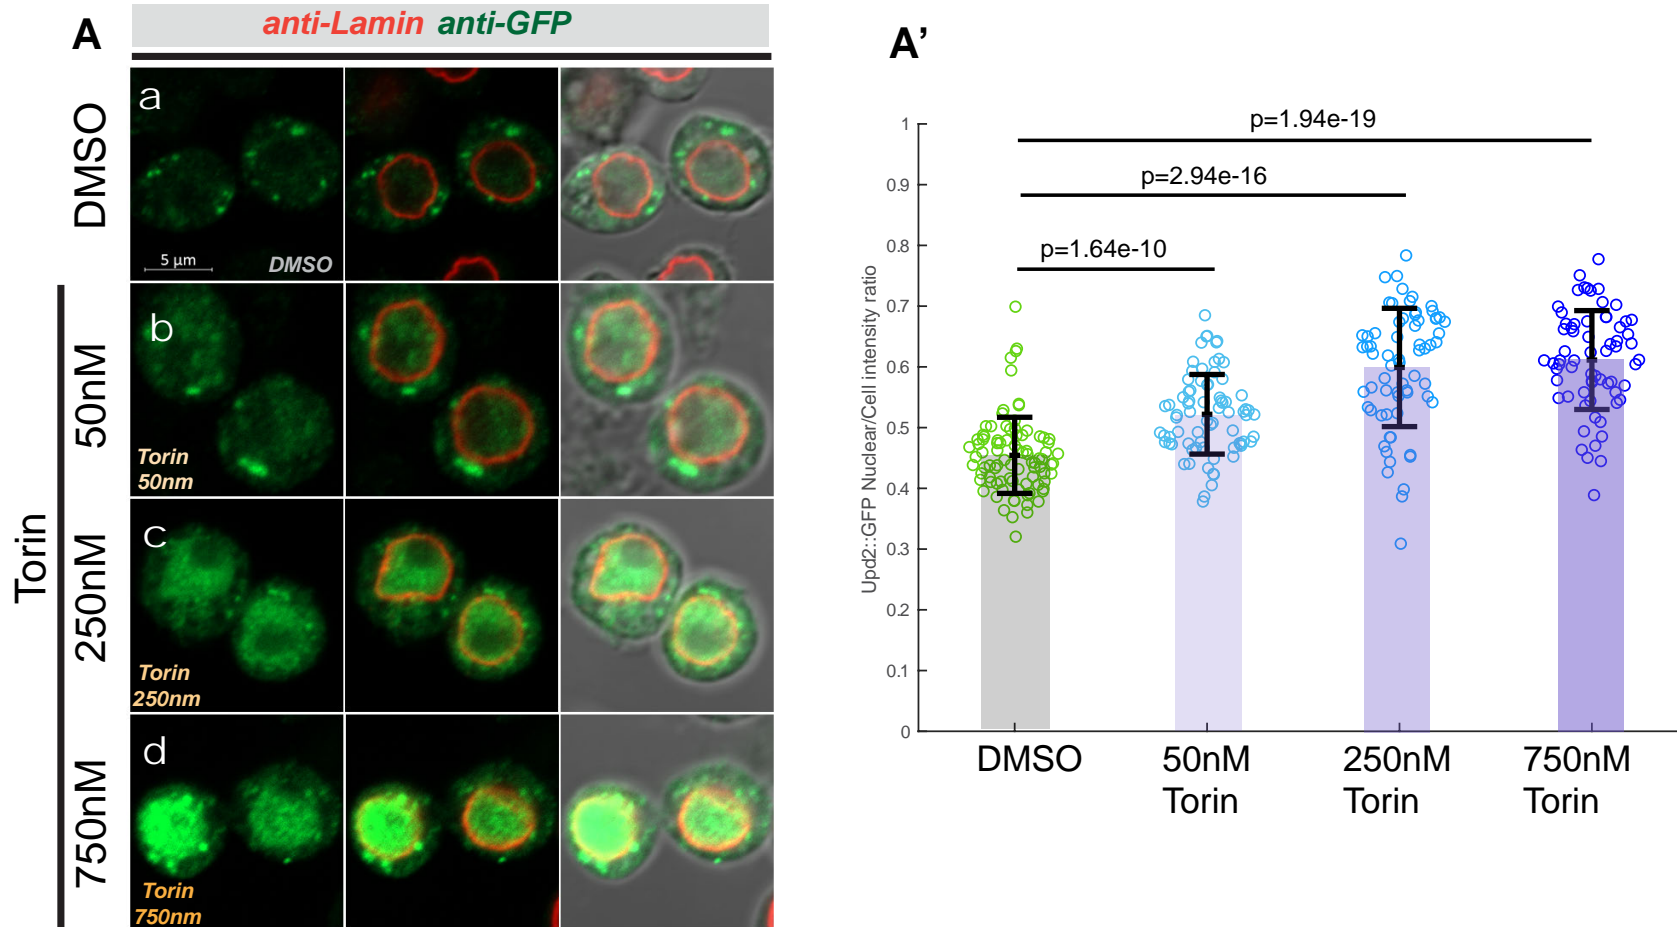 A
anti-Lamin anti-GFP
DMSO
a
5 µm
DMSO
Torin
50nM
b
Torin
50nm
250nM
c
Torin
250nm
750nM
d
Torin
750nm
A'
p=1.94e-19
p=2.94e-16
p=1.64e-10
Upd2::GFP Nudear/Cell intensity ratio
1
0.9
0.8
0.7
0.6
0.5
0.4
0.3
0.2
0.1
0
DMSO
50nM
Torin
250nM
Torin
750nM
Torin